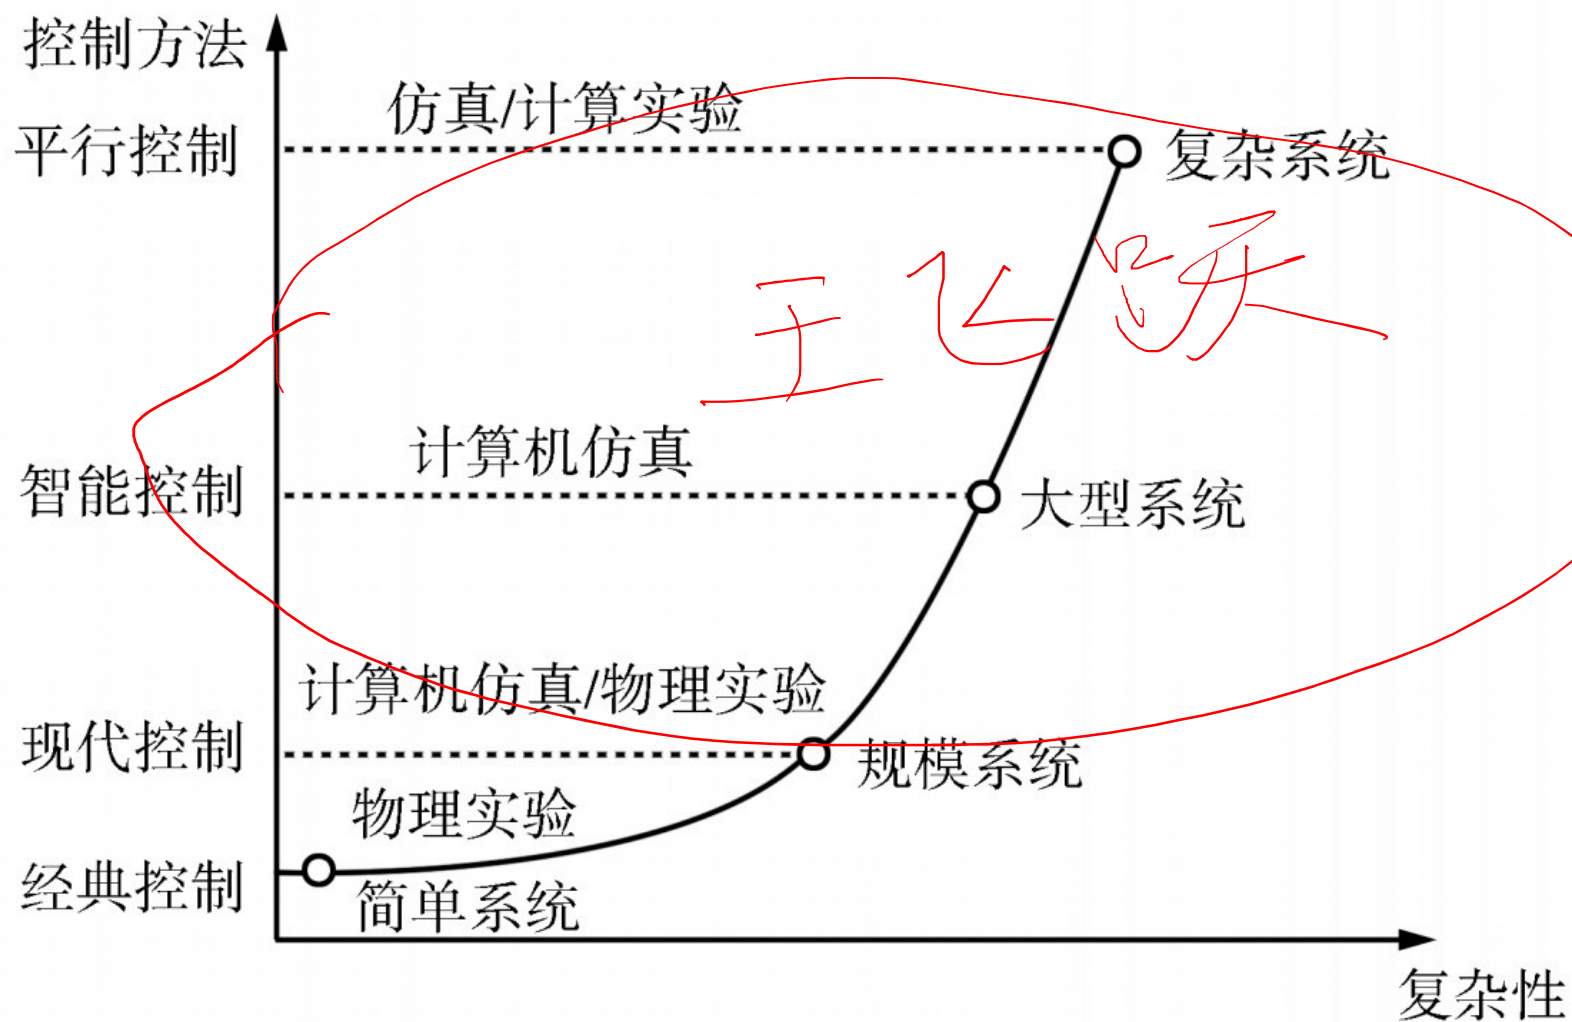 控制方法
仿真/计算实验
平行控制
复杂系统
王飞跃
计算机仿真
智能控制
大型系统
计算机仿真/物理实验
现代控制
规模系统
物理实验
经典控制
简单系统
复杂性